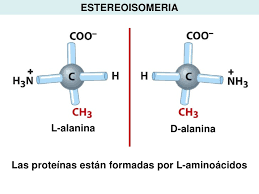 ESTEREOISOMERIA
COO⁻ COO⁻
H₃N⁺ C H H C ⁺NH₃
CH₃ CH₃
L-alanina D-alanina
Las proteínas están formadas por L-aminoácidos